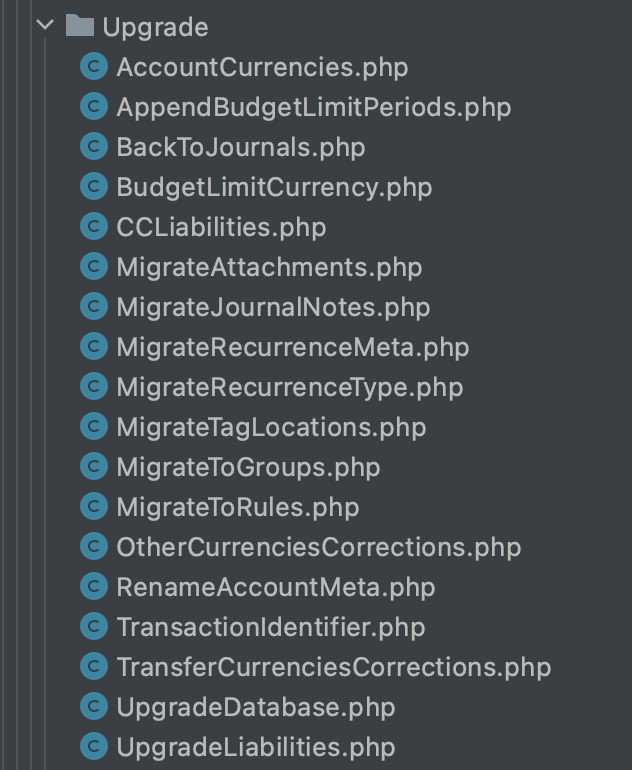 Upgrade
AccountCurrencies.php
AppendBudgetLimitPeriods.php
BackToJournals.php
BudgetLimitCurrency.php
CCLiabilities.php
MigrateAttachments.php
MigrateJournalNotes.php
MigrateRecurrenceMeta.php
MigrateRecurrenceType.php
MigrateTagLocations.php
MigrateToGroups.php
MigrateToRules.php
OtherCurrenciesCorrections.php
RenameAccountMeta.php
TransactionIdentifier.php
TransferCurrenciesCorrections.php
UpgradeDatabase.php
UpgradeLiabilities.php